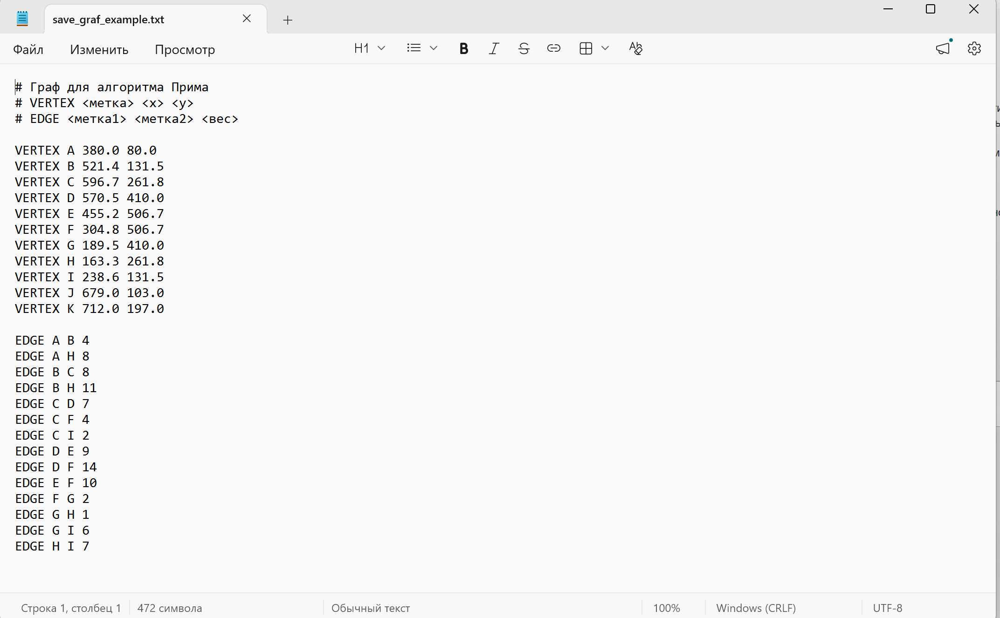 save_graf_example.txt
Файл Изменить Просмотр H1 B I S Ab
# Граф для алгоритма Прима
# VERTEX <метка> <x> <y>
# EDGE <метка1> <метка2> <вес>
VERTEX A 380.0 80.0
VERTEX B 521.4 131.5
VERTEX C 596.7 261.8
VERTEX D 570.5 410.0
VERTEX E 455.2 506.7
VERTEX F 304.8 506.7
VERTEX G 189.5 410.0
VERTEX H 163.3 261.8
VERTEX I 238.6 131.5
VERTEX J 679.0 103.0
VERTEX K 712.0 197.0
EDGE A B 4
EDGE A H 8
EDGE B C 8
EDGE B H 11
EDGE C D 7
EDGE C F 4
EDGE C I 2
EDGE D E 9
EDGE D F 14
EDGE E F 10
EDGE F G 2
EDGE G H 1
EDGE G I 6
EDGE H I 7
Строка 1, столбец 1 472 символа Обычный текст 100% Windows (CRLF) UTF-8